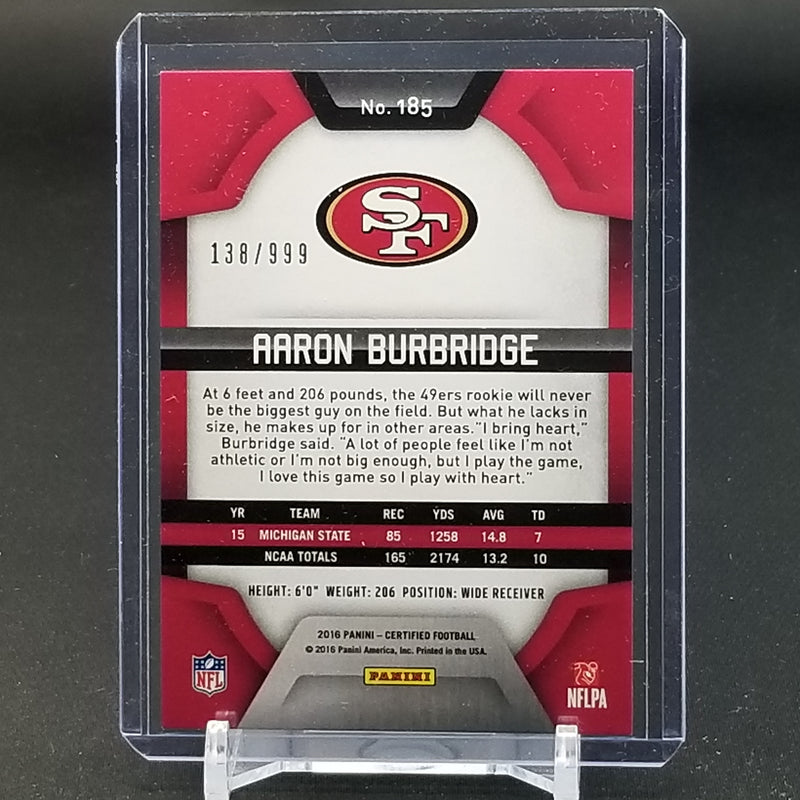 No. 185
SF
138/999
AARON BURBRIDGE
At 6 feet and 206 pounds, the 49ers rookie will never
be the biggest guy on the field. But what he lacks in
size, he makes up for in other areas."I bring heart,"
Burbridge said. "A lot of people feel like I'm not
athletic or I'm not big enough, but I play the game,
I love this game so I play with heart."
YR TEAM REC YDS AVG TD
15 MICHIGAN STATE 85 1258 14.8 7
NCAA TOTALS 165 2174 13.2 10
HEIGHT: 6'0" WEIGHT: 206 POSITION: WIDE RECEIVER
2016 PANINI – CERTIFIED FOOTBALL
© 2016 Panini America, Inc. Printed in the USA.
NFL
PANINI
NFLPA